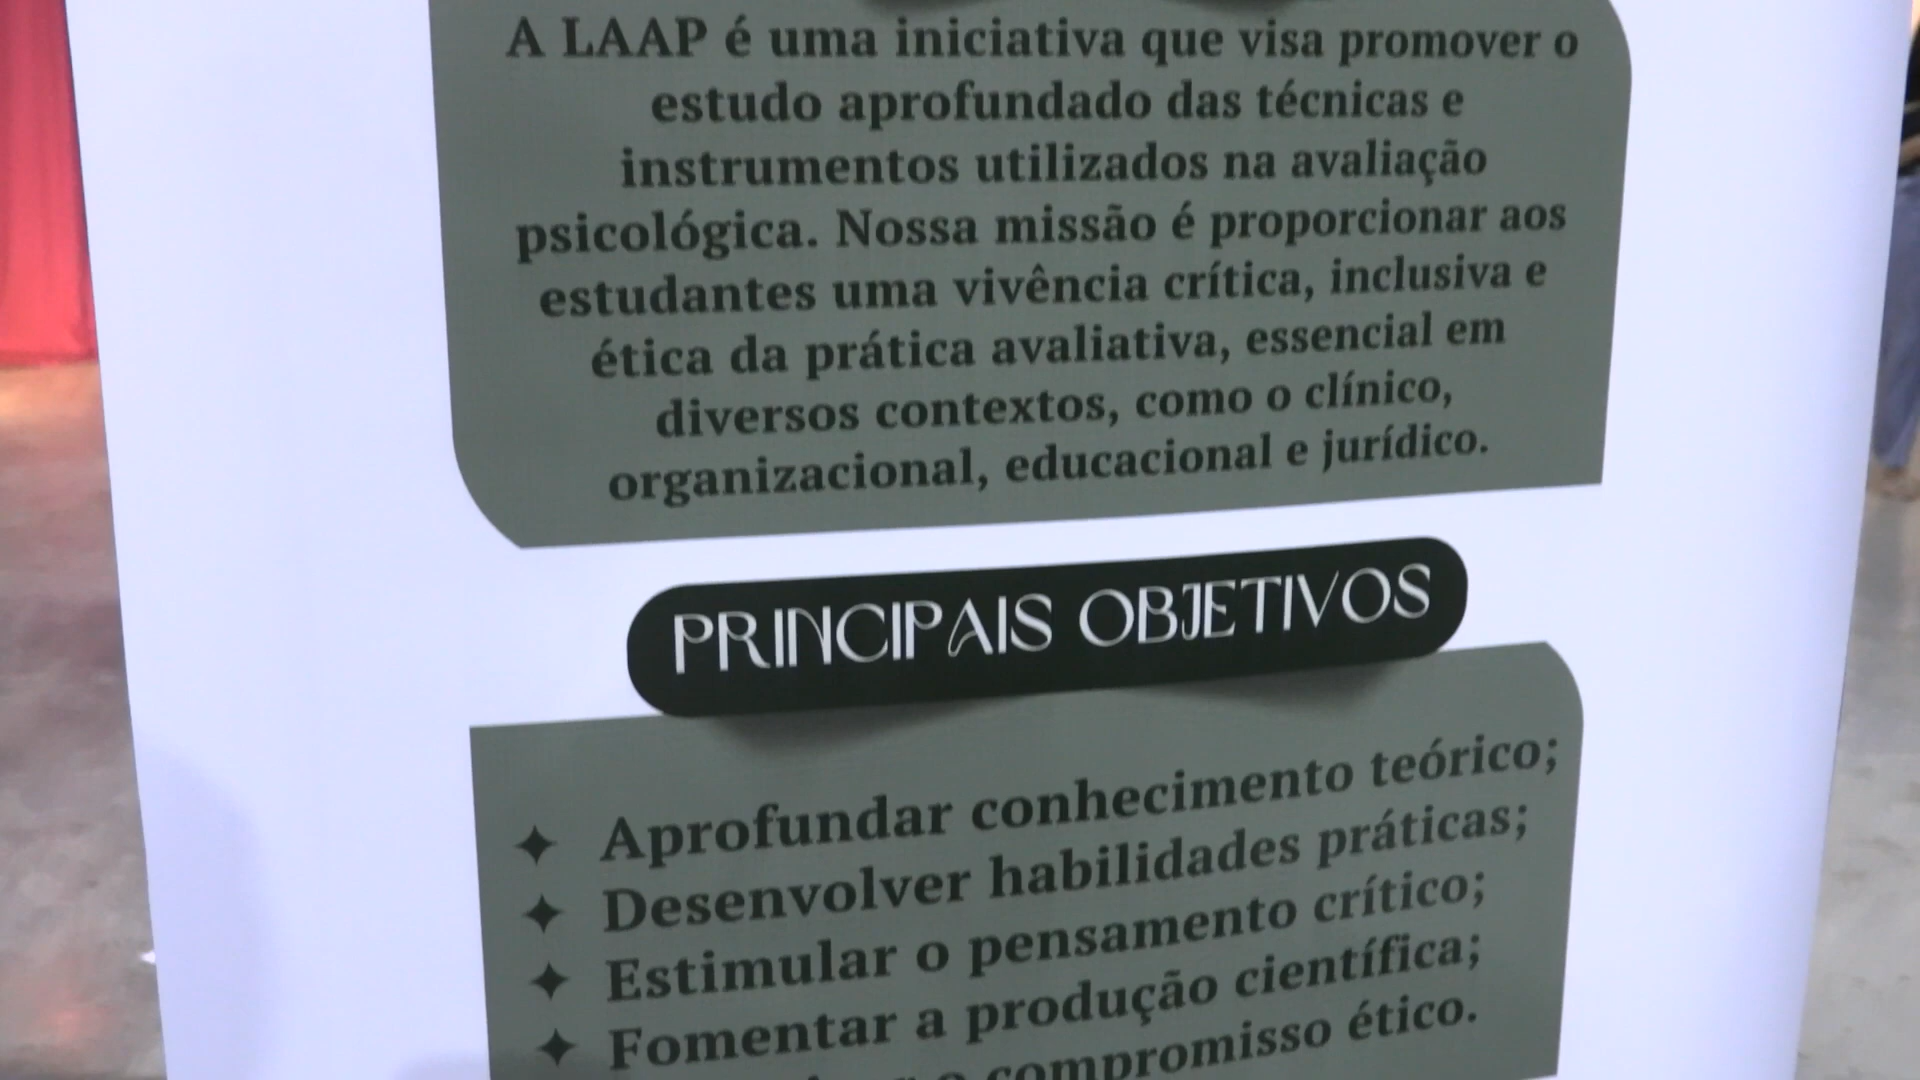 A LAAP é uma iniciativa que visa promover o
estudo aprofundado das técnicas e
instrumentos utilizados na avaliação
psicológica. Nossa missão é proporcionar aos
estudantes uma vivência crítica, inclusiva e
ética da prática avaliativa, essencial em
diversos contextos, como o clínico,
organizacional, educacional e jurídico.
PRINCIPAIS OBJETIVOS
✦ Aprofundar conhecimento teórico;
✦ Desenvolver habilidades práticas;
✦ Estimular o pensamento crítico;
✦ Fomentar a produção científica;
o compromisso ético.